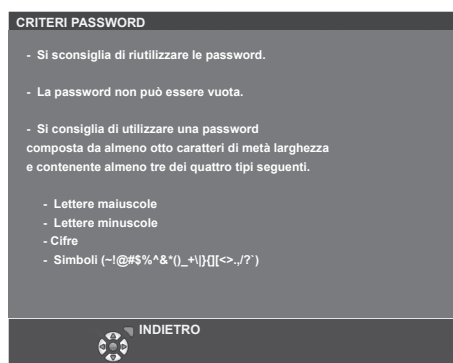 CRITERI PASSWORD
- Si sconsiglia di riutilizzare le password.
- La password non può essere vuota.
- Si consiglia di utilizzare una password
composta da almeno otto caratteri di metà larghezza
e contenente almeno tre dei quattro tipi seguenti.
- Lettere maiuscole
- Lettere minuscole
- Cifre
- Simboli (~!@#$%^&*()_+\|}{][<>.,/?`)
INDIETRO